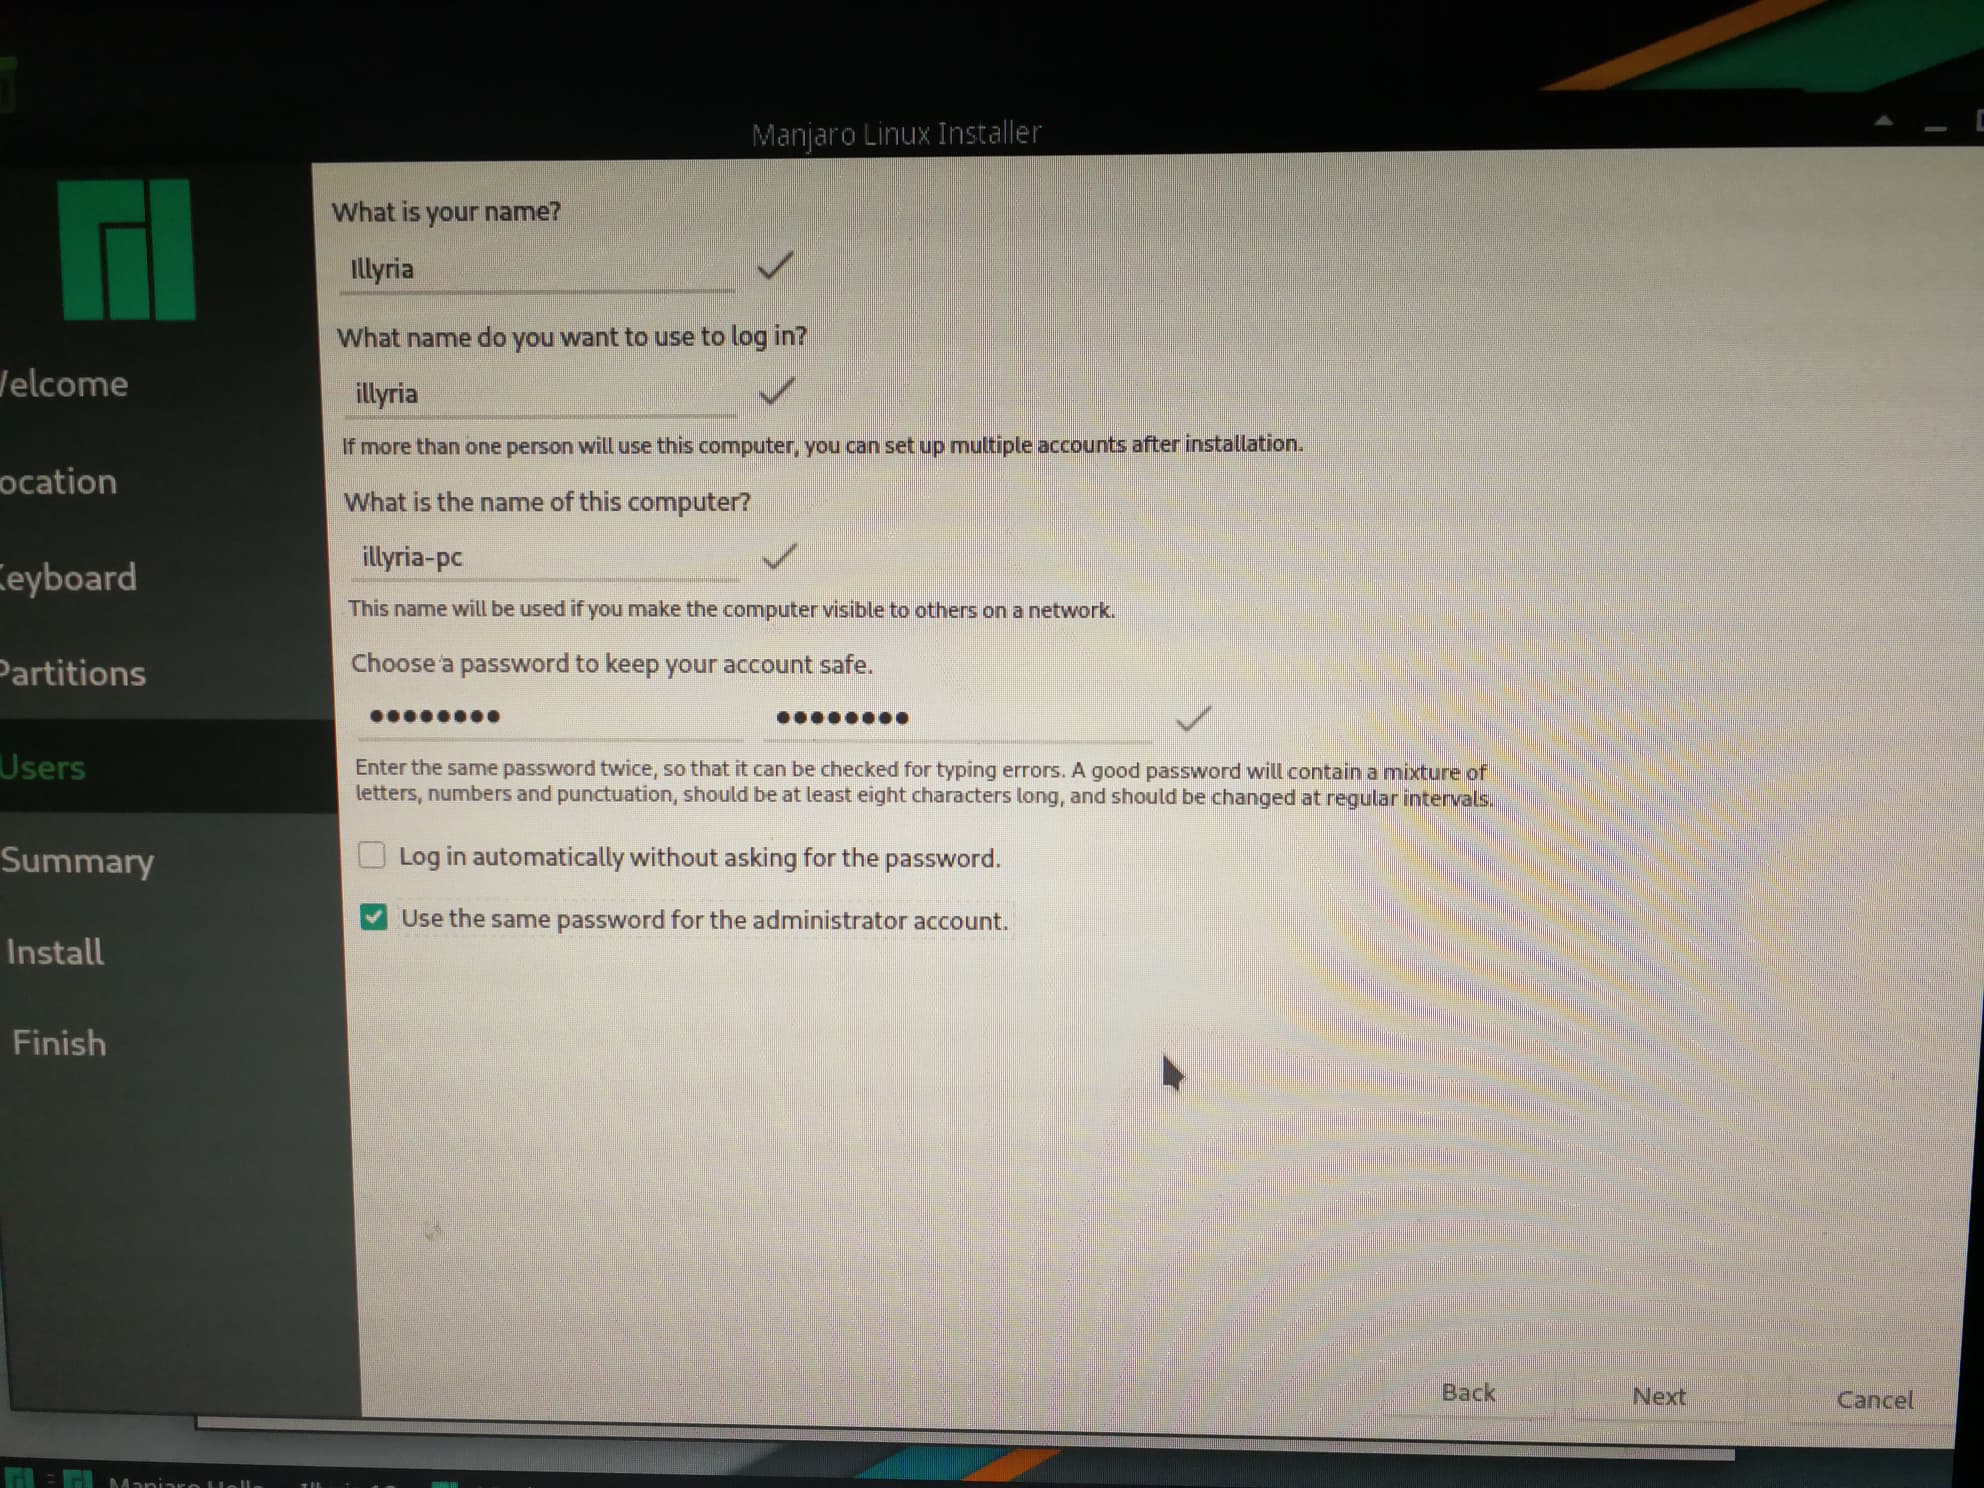 Manjaro Linux Installer
What is your name?
Illyria
What name do you want to use to log in?
illyria
If more than one person will use this computer, you can set up multiple accounts after installation.
What is the name of this computer?
illyria-pc
This name will be used if you make the computer visible to others on a network.
Choose a password to keep your account safe.
•••••••• ••••••••
Enter the same password twice, so that it can be checked for typing errors. A good password will contain a mixture of
letters, numbers and punctuation, should be at least eight characters long, and should be changed at regular intervals.
Log in automatically without asking for the password.
Use the same password for the administrator account.
elcome
ocation
eyboard
Partitions
Users
Summary
Install
Finish
Back
Next
Cancel